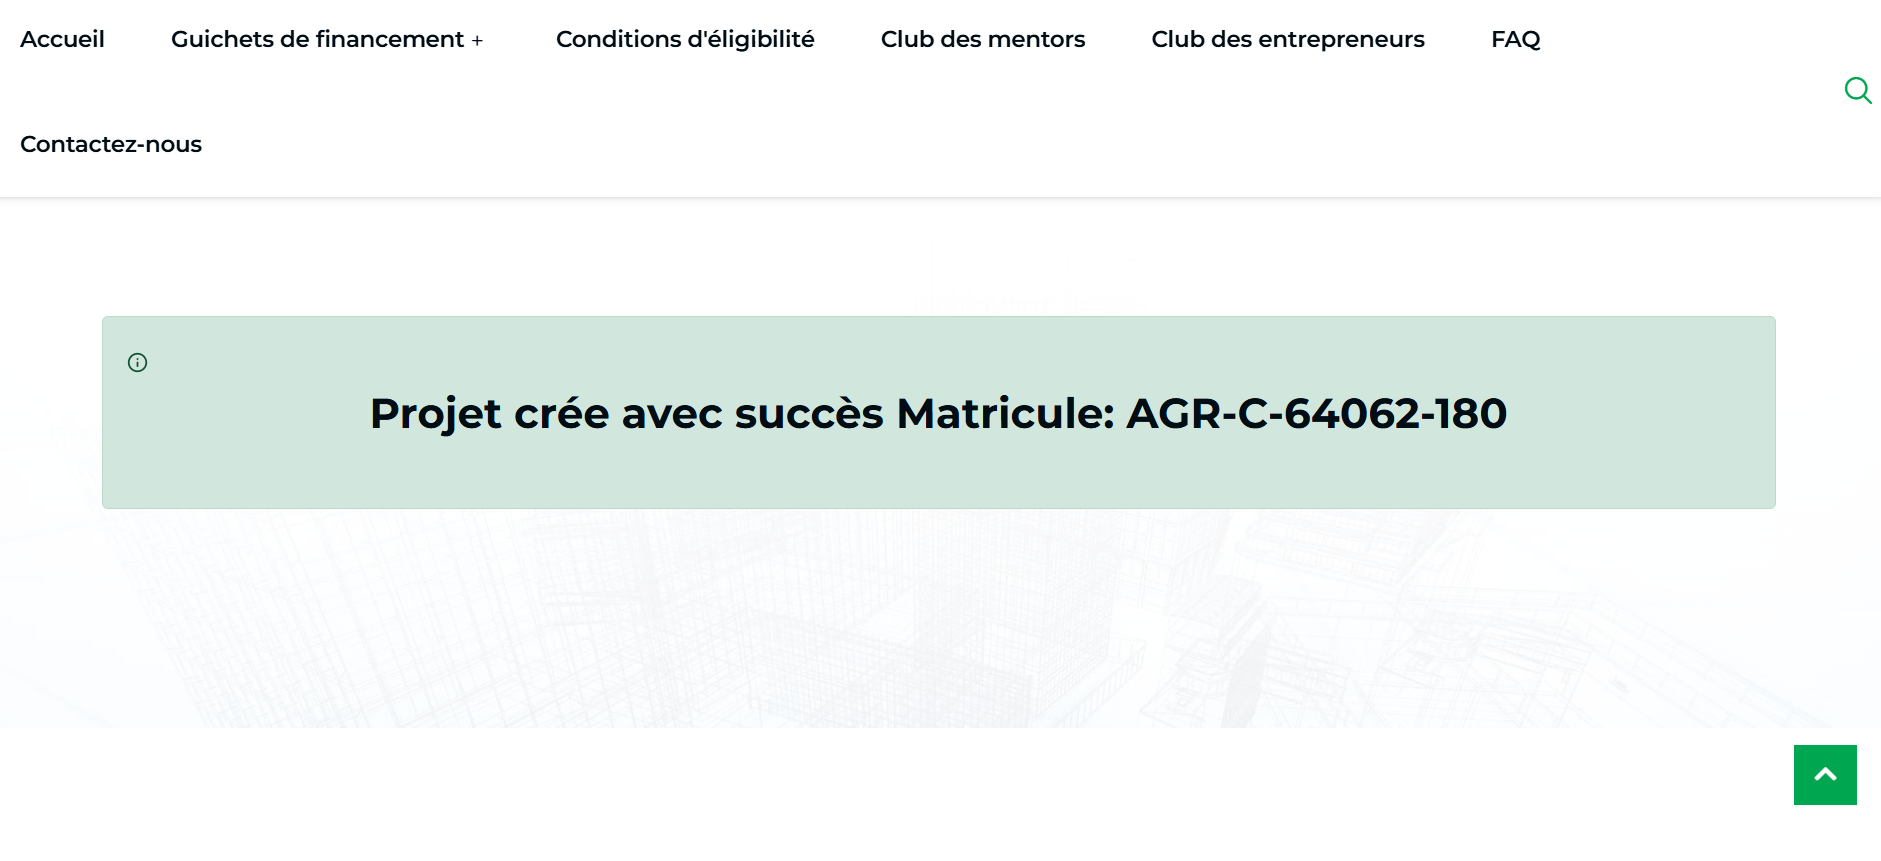 Accueil Guichets de financement + Conditions d'éligibilité Club des mentors Club des entrepreneurs FAQ
Contactez-nous
Projet crée avec succès Matricule: AGR-C-64062-180